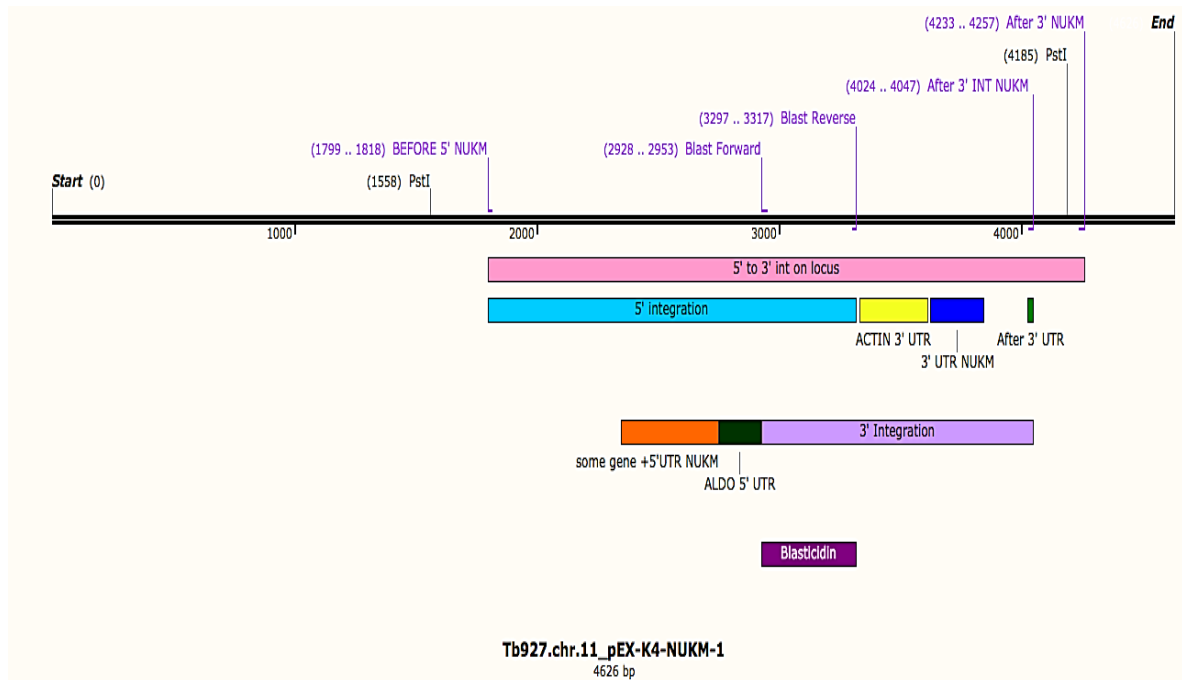 (4233 .. 4257) After 3' NUKM
End
(4185) PstI
(4024 .. 4047) After 3' INT NUKM
(3297 .. 3317) Blast Reverse
(1799 .. 1818) BEFORE 5' NUKM
(2928 .. 2953) Blast Forward
Start (0)
(1558) PstI
1000
2000
3000
4000
5' to 3' int on locus
5' integration
ACTIN 3' UTR
After 3' UTR
3' UTR NUKM
3' Integration
some gene +5'UTR NUKM
ALDO 5' UTR
Blasticidin
Tb927.chr.11_pEX-K4-NUKM-1
4626 bp